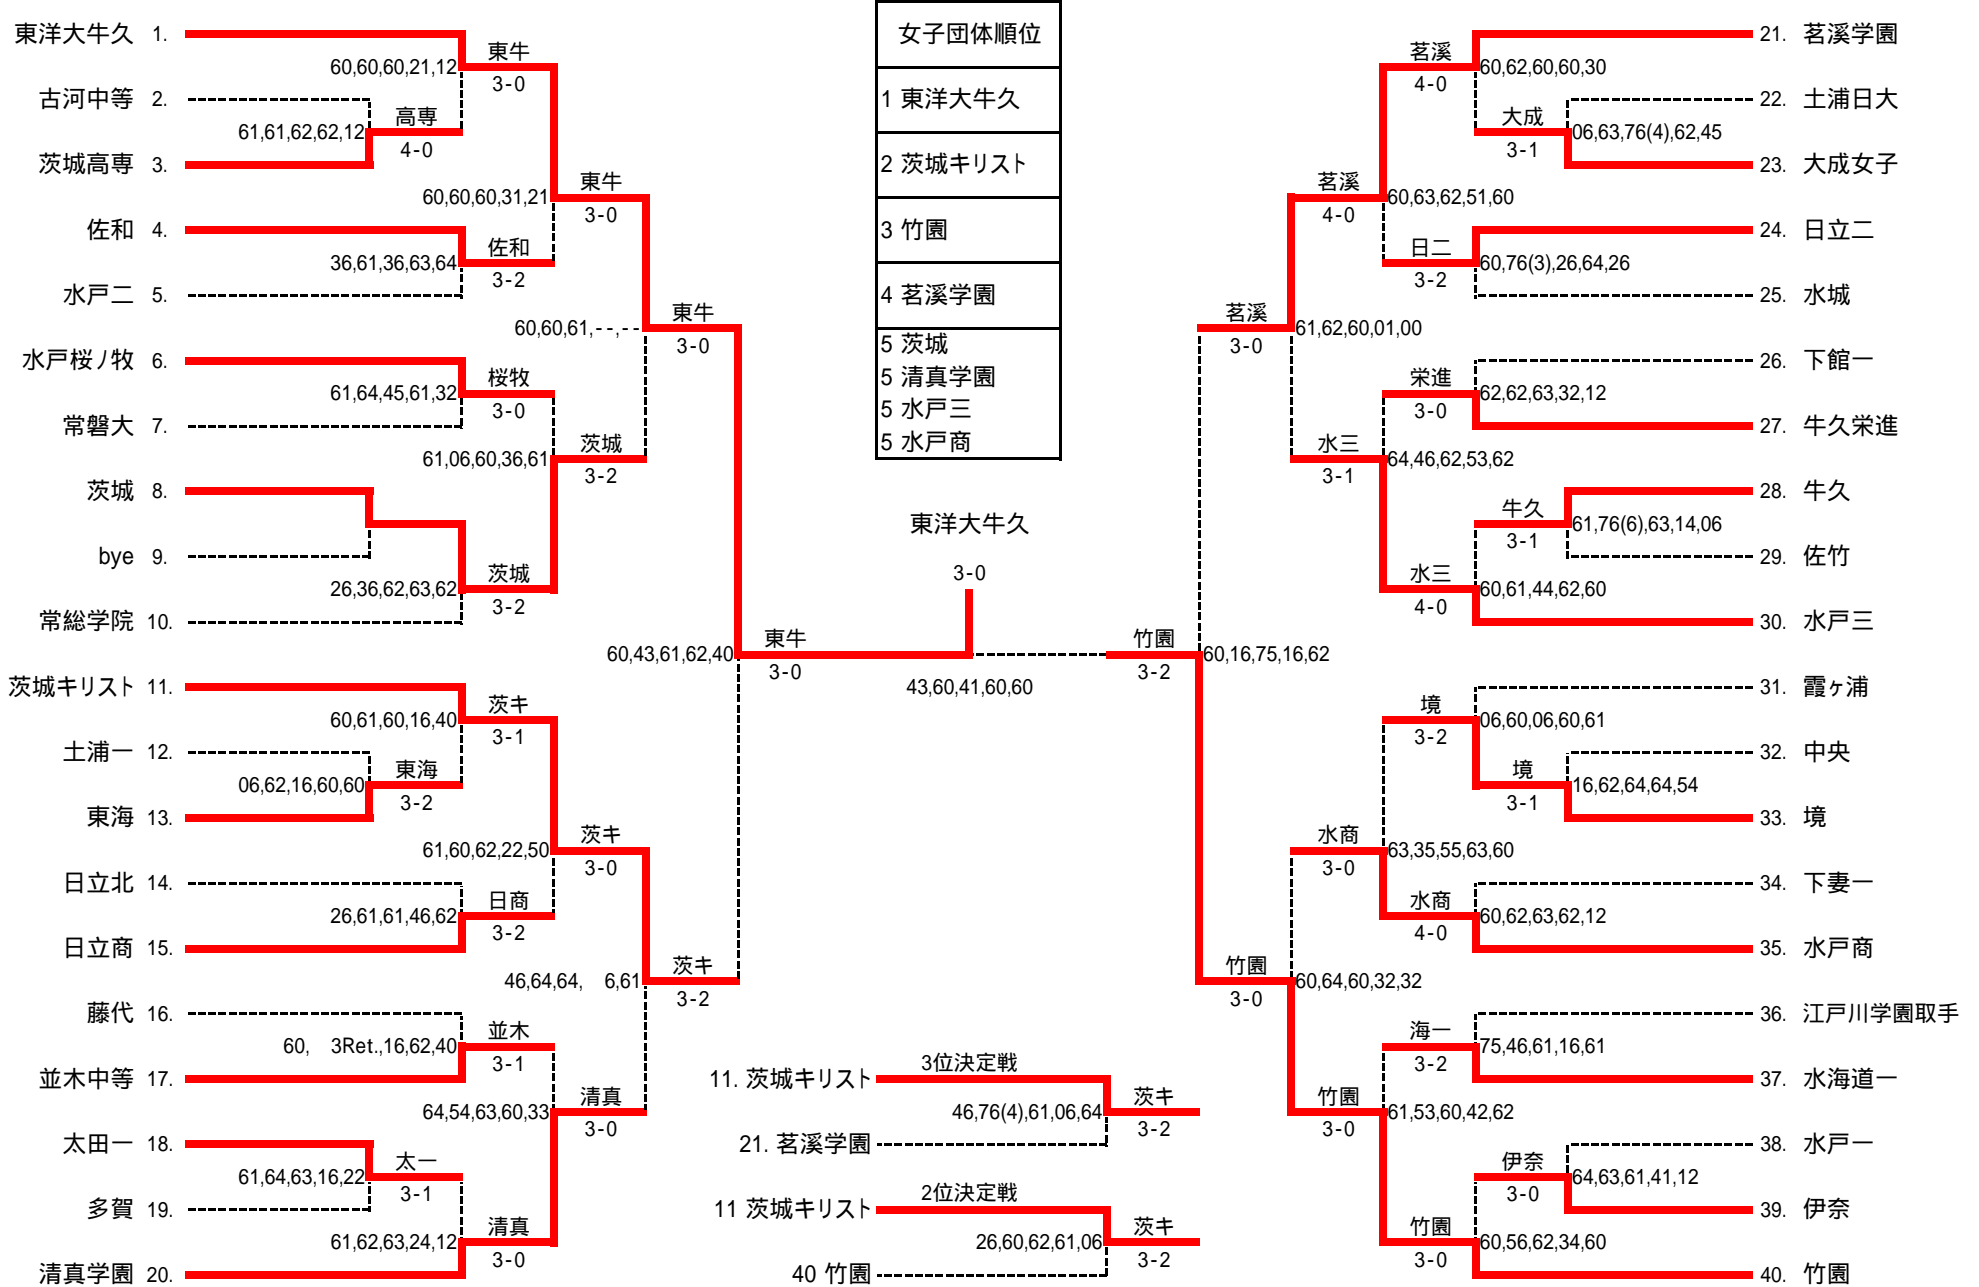 東洋大牛久 1.
60,60,60,21,12
東牛
3-0
古河中等 2.
61,61,62,62,12
高専
4-0
茨城高専 3.
60,60,60,31,21
東牛
3-0
佐和 4.
36,61,36,63,64
佐和
3-2
水戸二 5.
60,60,61,--,--
東牛
3-0
水戸桜ノ牧 6.
61,64,45,61,32
桜牧
3-0
常磐大 7.
61,06,60,36,61
茨城
3-2
茨城 8.
bye 9.
26,36,62,63,62
茨城
3-2
常総学院 10.
60,43,61,62,40
東牛
3-0
茨城キリスト 11.
60,61,60,16,40
茨キ
3-1
土浦一 12.
06,62,16,60,60
東海
3-2
東海 13.
61,60,62,22,50
茨キ
3-0
日立北 14.
26,61,61,46,62
日商
3-2
日立商 15.
46,64,64, 6,61
茨キ
3-2
藤代 16.
60, 3Ret.,16,62,40
並木
3-1
並木中等 17.
64,54,63,60,33
清真
3-0
太田一 18.
61,64,63,16,22
太一
3-1
多賀 19.
61,62,63,24,12
清真
3-0
清真学園 20.
女子団体順位
1 東洋大牛久
2 茨城キリスト
3 竹園
4 茗溪学園
5 茨城
5 清真学園
5 水戸三
5 水戸商
東洋大牛久
3-0
43,60,41,60,60
3位決定戦
11. 茨城キリスト
46,76(4),61,06,64
茨キ
3-2
21. 茗溪学園
2位決定戦
11 茨城キリスト
26,60,62,61,06
茨キ
3-2
40 竹園
21. 茗溪学園
茗溪
4-0
60,62,60,60,30
22. 土浦日大
大成
3-1
06,63,76(4),62,45
23. 大成女子
茗溪
4-0
60,63,62,51,60
24. 日立二
日二
3-2
60,76(3),26,64,26
25. 水城
茗溪
3-0
61,62,60,01,00
26. 下館一
栄進
3-0
62,62,63,32,12
27. 牛久栄進
水三
3-1
64,46,62,53,62
28. 牛久
牛久
3-1
61,76(6),63,14,06
29. 佐竹
水三
4-0
60,61,44,62,60
30. 水戸三
竹園
3-2
60,16,75,16,62
31. 霞ヶ浦
境
3-2
06,60,06,60,61
32. 中央
境
3-1
16,62,64,64,54
33. 境
水商
3-0
63,35,55,63,60
34. 下妻一
水商
4-0
60,62,63,62,12
35. 水戸商
竹園
3-0
60,64,60,32,32
36. 江戸川学園取手
海一
3-2
75,46,61,16,61
37. 水海道一
竹園
3-0
61,53,60,42,62
38. 水戸一
伊奈
3-0
64,63,61,41,12
39. 伊奈
竹園
3-0
60,56,62,34,60
40. 竹園